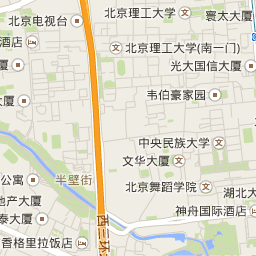 北京电视台
北京理工大学
寰太大厦
酒店
北京理工大学(南一门)
大厦
光大国信大厦
大厦
韦伯豪家园
中央民族大学
文华大厦
公寓
半壁街
北京舞蹈学院
湖北大
地产大厦
泰大厦
西三环
神舟国际酒店
香格里拉饭店